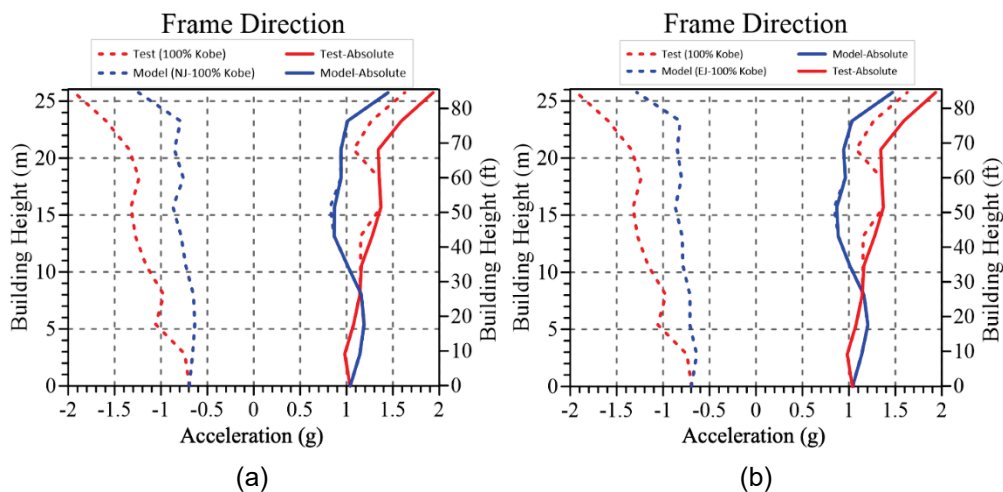 Frame Direction
Test (100% Kobe)
Test-Absolute
Model (NJ-100% Kobe)
Model-Absolute
25
20
15
10
5
0
Building Height (m)
80
70
60
50
40
30
20
10
0
Building Height (ft)
-2 -1.5 -1 -0.5 0 0.5 1 1.5 2
Acceleration (g)
(a)
Frame Direction
Test (100% Kobe)
Model-Absolute
Model (EJ-100% Kobe)
Test-Absolute
25
20
15
10
5
0
Building Height (m)
80
70
60
50
40
30
20
10
0
Building Height (ft)
-2 -1.5 -1 -0.5 0 0.5 1 1.5 2
Acceleration (g)
(b)